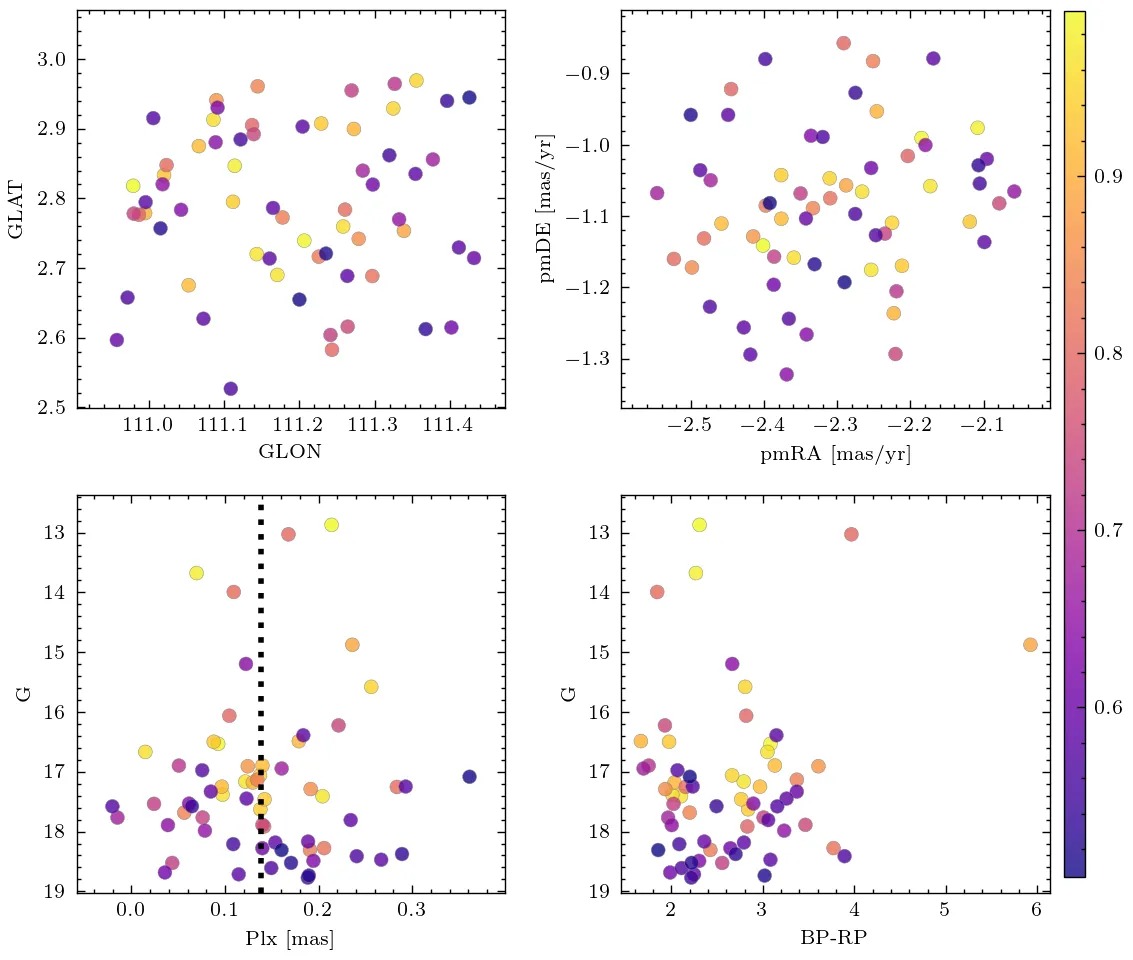 3.0
2.9
2.8
2.7
2.6
2.5
GLAT
111.0 111.1 111.2 111.3 111.4
GLON
−0.9
−1.0
−1.1
−1.2
−1.3
pmDE [mas/yr]
−2.5 −2.4 −2.3 −2.2 −2.1
pmRA [mas/yr]
0.9
0.8
0.7
0.6
13
14
15
16
17
18
19
G
0.0 0.1 0.2 0.3
Plx [mas]
13
14
15
16
17
18
19
G
2 3 4 5 6
BP-RP